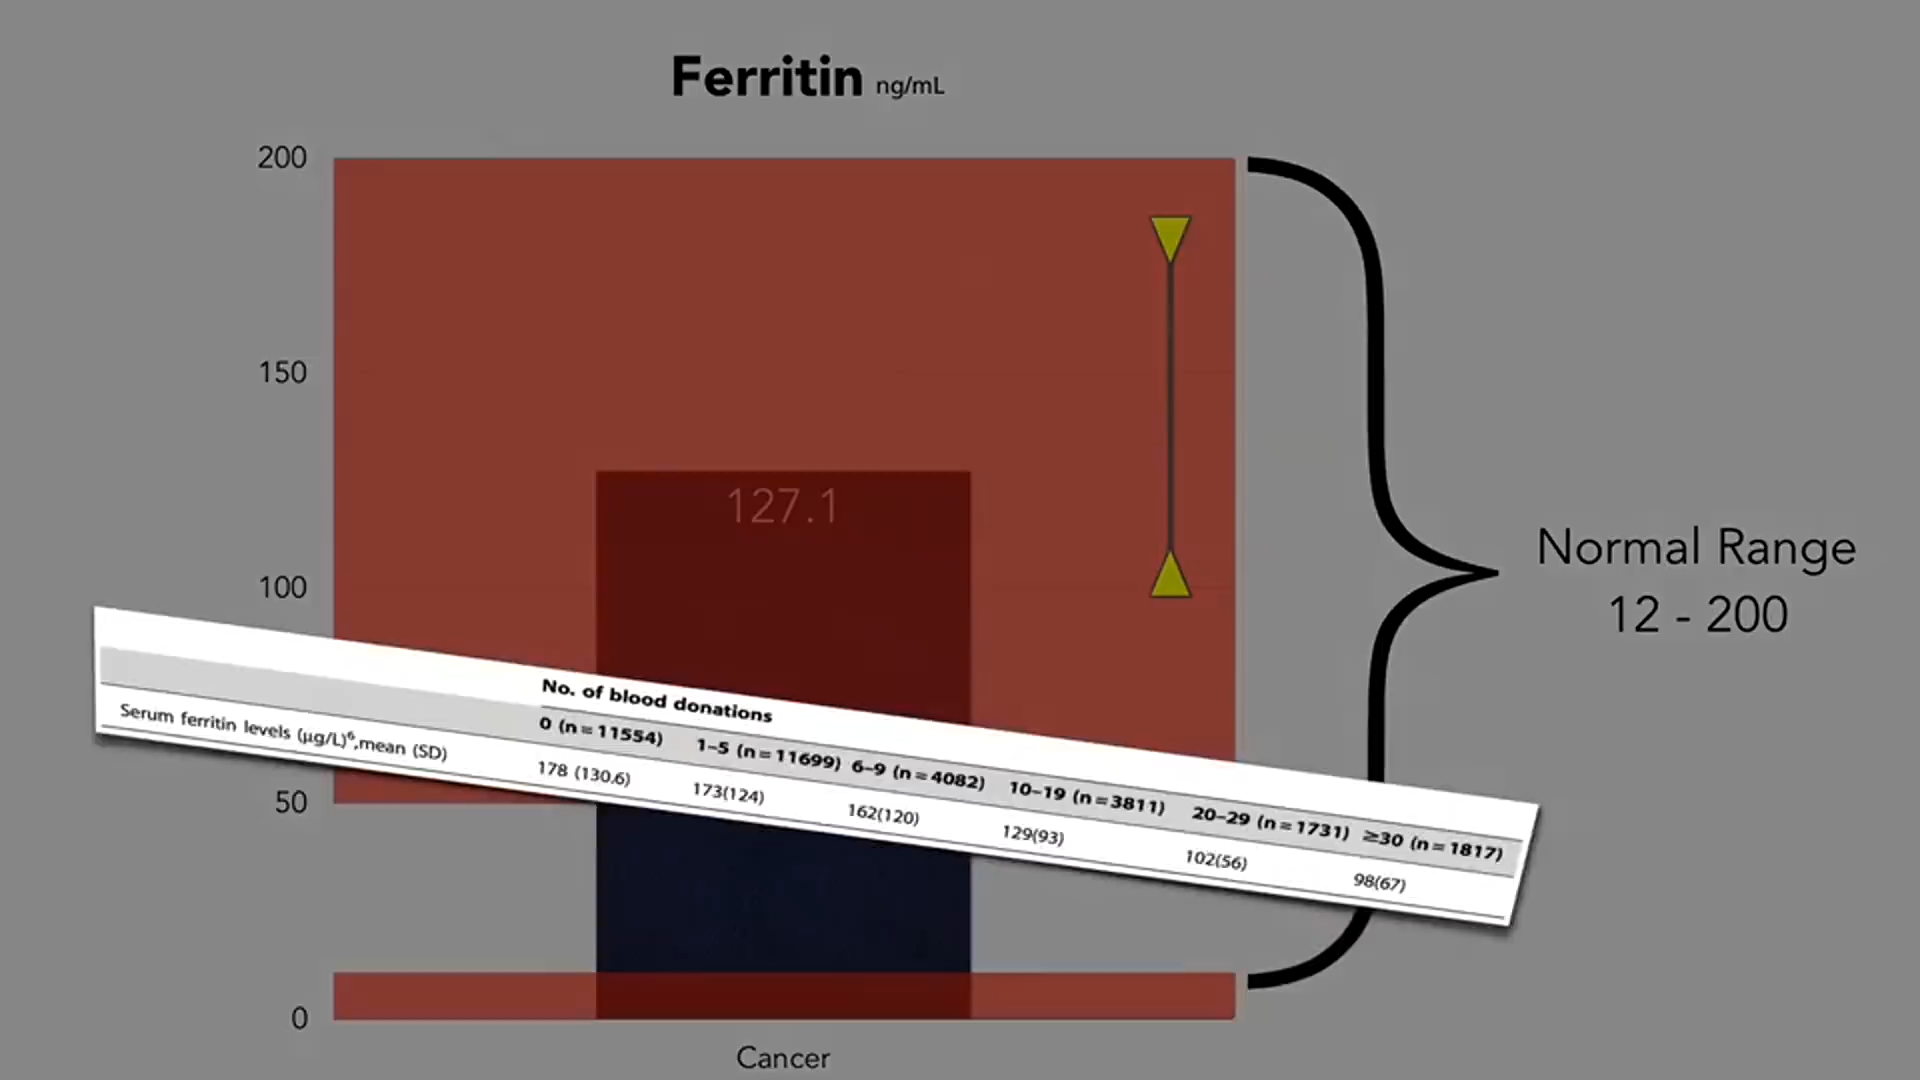 Ferritin ng/mL
200
150
100
50
0
127.1
Cancer
Normal Range
12 - 200
No. of blood donations
0 (n=11554) 1–5 (n=11699) 6–9 (n=4082) 10–19 (n=3811) 20–29 (n=1731) ≥30 (n=1817)
Serum ferritin levels (µg/L)⁶,mean (SD) 178 (130.6) 173(124) 162(120) 129(93) 102(56) 98(67)